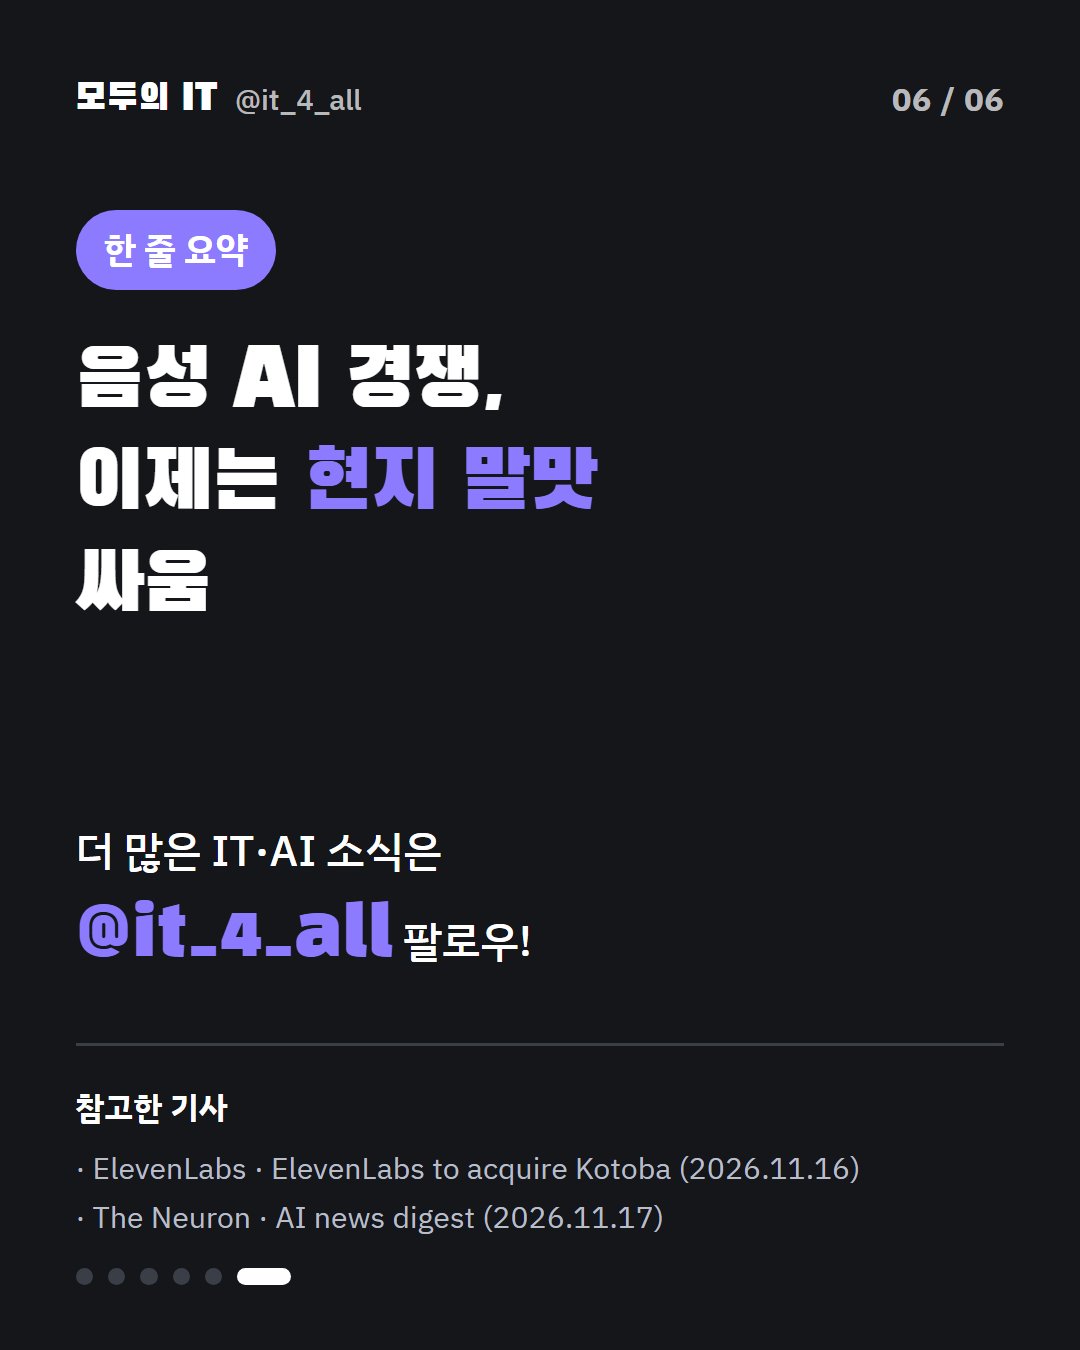 모두의 IT @it_4_all
06 / 06
한 줄 요약
음성 AI 경쟁,
이제는 현지 말맛
싸움
더 많은 IT·AI 소식은
@it_4_all 팔로우!
참고한 기사
· ElevenLabs · ElevenLabs to acquire Kotoba (2026.11.16)
· The Neuron · AI news digest (2026.11.17)